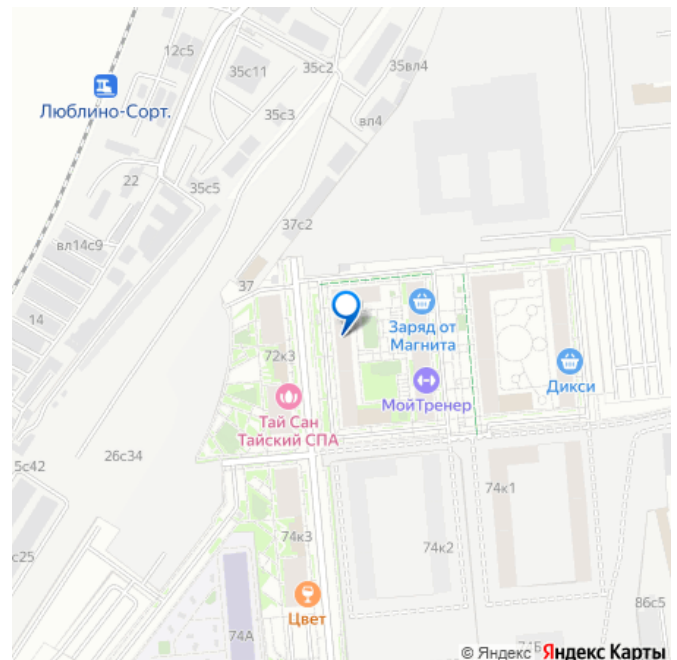 12с5
35с11
35с2
35вл4
Люблино-Сорт.
35с3
вл4
22
35с5
37с2
вл14с9
37
14
Заряд от
Магнита
72к3
Дикси
МойТренер
Тай Сан
Тайский СПА
26с34
5с42
74к1
74к3
74к2
с25
86с5
Цвет
74А
74Б
© Яндекс Яндекс Карты